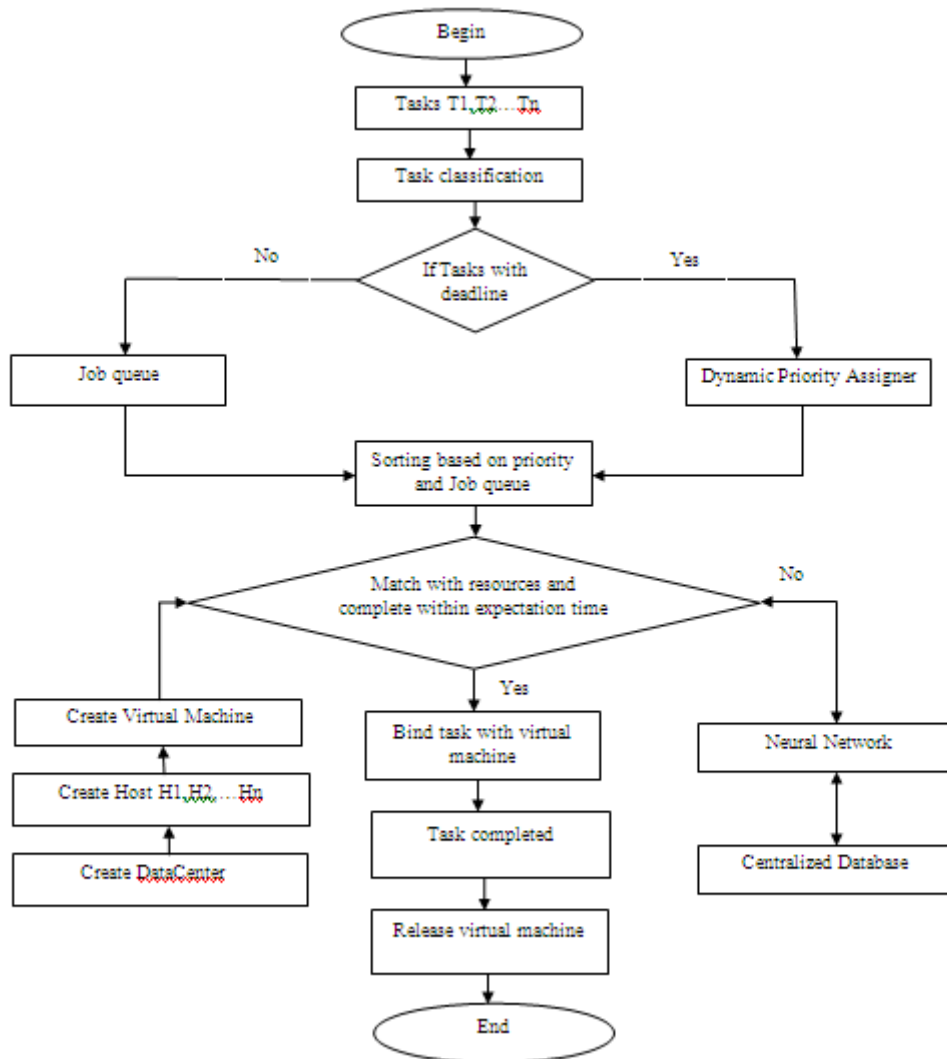 Begin
Tasks T1,T2....Tn
Task classification
No
If Tasks with
deadline
Yes
Job queue
Dynamic Priority Assigner
Sorting based on priority
and Job queue
Match with resources and
complete within expectation time
No
Yes
Create Virtual Machine
Bind task with virtual
machine
Neural Network
Create Host H1,H2,...Hn
Task completed
Create DataCenter
Centralized Database
Release virtual machine
End